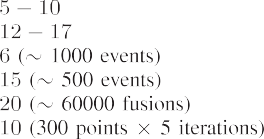 5 − 10
12 − 17
6 (∼ 1000 events)
15 (∼ 500 events)
20 (∼ 60000 fusions)
10 (300 points × 5 iterations)